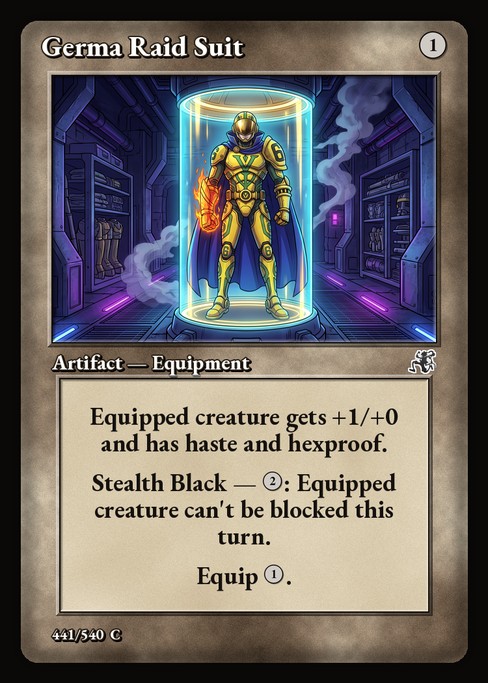 Germa Raid Suit 1
Artifact — Equipment
Equipped creature gets +1/+0
and has haste and hexproof.
Stealth Black — 2: Equipped
creature can't be blocked this
turn.
Equip 1.
441/540 C